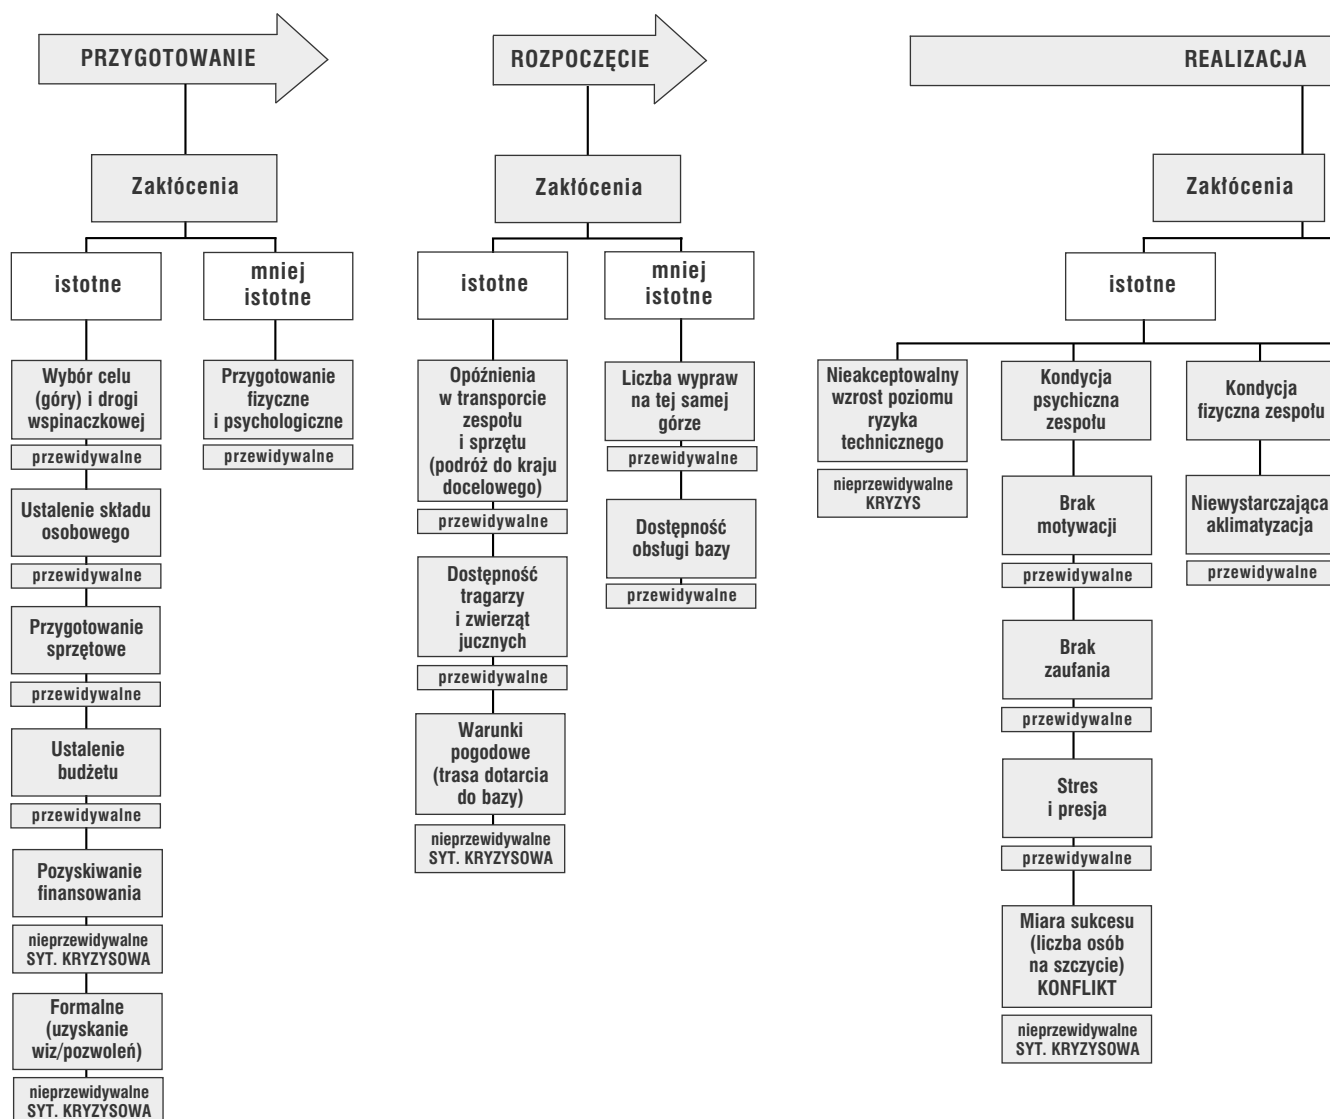 PRZYGOTOWANIE
Zakłócenia
istotne
Wybór celu
(góry) i drogi
wspinaczkowej
przewidywalne
Ustalenie składu
osobowego
przewidywalne
Przygotowanie
sprzętowe
przewidywalne
Ustalenie
budżetu
przewidywalne
Pozyskiwanie
finansowania
nieprzewidywalne
SYT. KRYZYSOWA
Formalne
(uzyskanie
wiz/pozwoleń)
nieprzewidywalne
SYT. KRYZYSOWA
mniej
istotne
Przygotowanie
fizyczne
i psychologiczne
przewidywalne
ROZPOCZĘCIE
Zakłócenia
istotne
Opóźnienia
w transporcie
zespołu
i sprzętu
(podróż do kraju
docelowego)
przewidywalne
Dostępność
tragarzy
i zwierząt
jucznych
przewidywalne
Warunki
pogodowe
(trasa dotarcia
do bazy)
nieprzewidywalne
SYT. KRYZYSOWA
mniej
istotne
Liczba wypraw
na tej samej
górze
przewidywalne
Dostępność
obsługi bazy
przewidywalne
REALIZACJA
Zakłócenia
istotne
Nieakceptowalny
wzrost poziomu
ryzyka
technicznego
nieprzewidywalne
KRYZYS
Kondycja
psychiczna
zespołu
Brak
motywacji
przewidywalne
Brak
zaufania
przewidywalne
Stres
i presja
przewidywalne
Miara sukcesu
(liczba osób
na szczycie)
KONFLIKT
nieprzewidywalne
SYT. KRYZYSOWA
Kondycja
fizyczna zespołu
Niewystarczająca
aklimatyzacja
przewidywalne